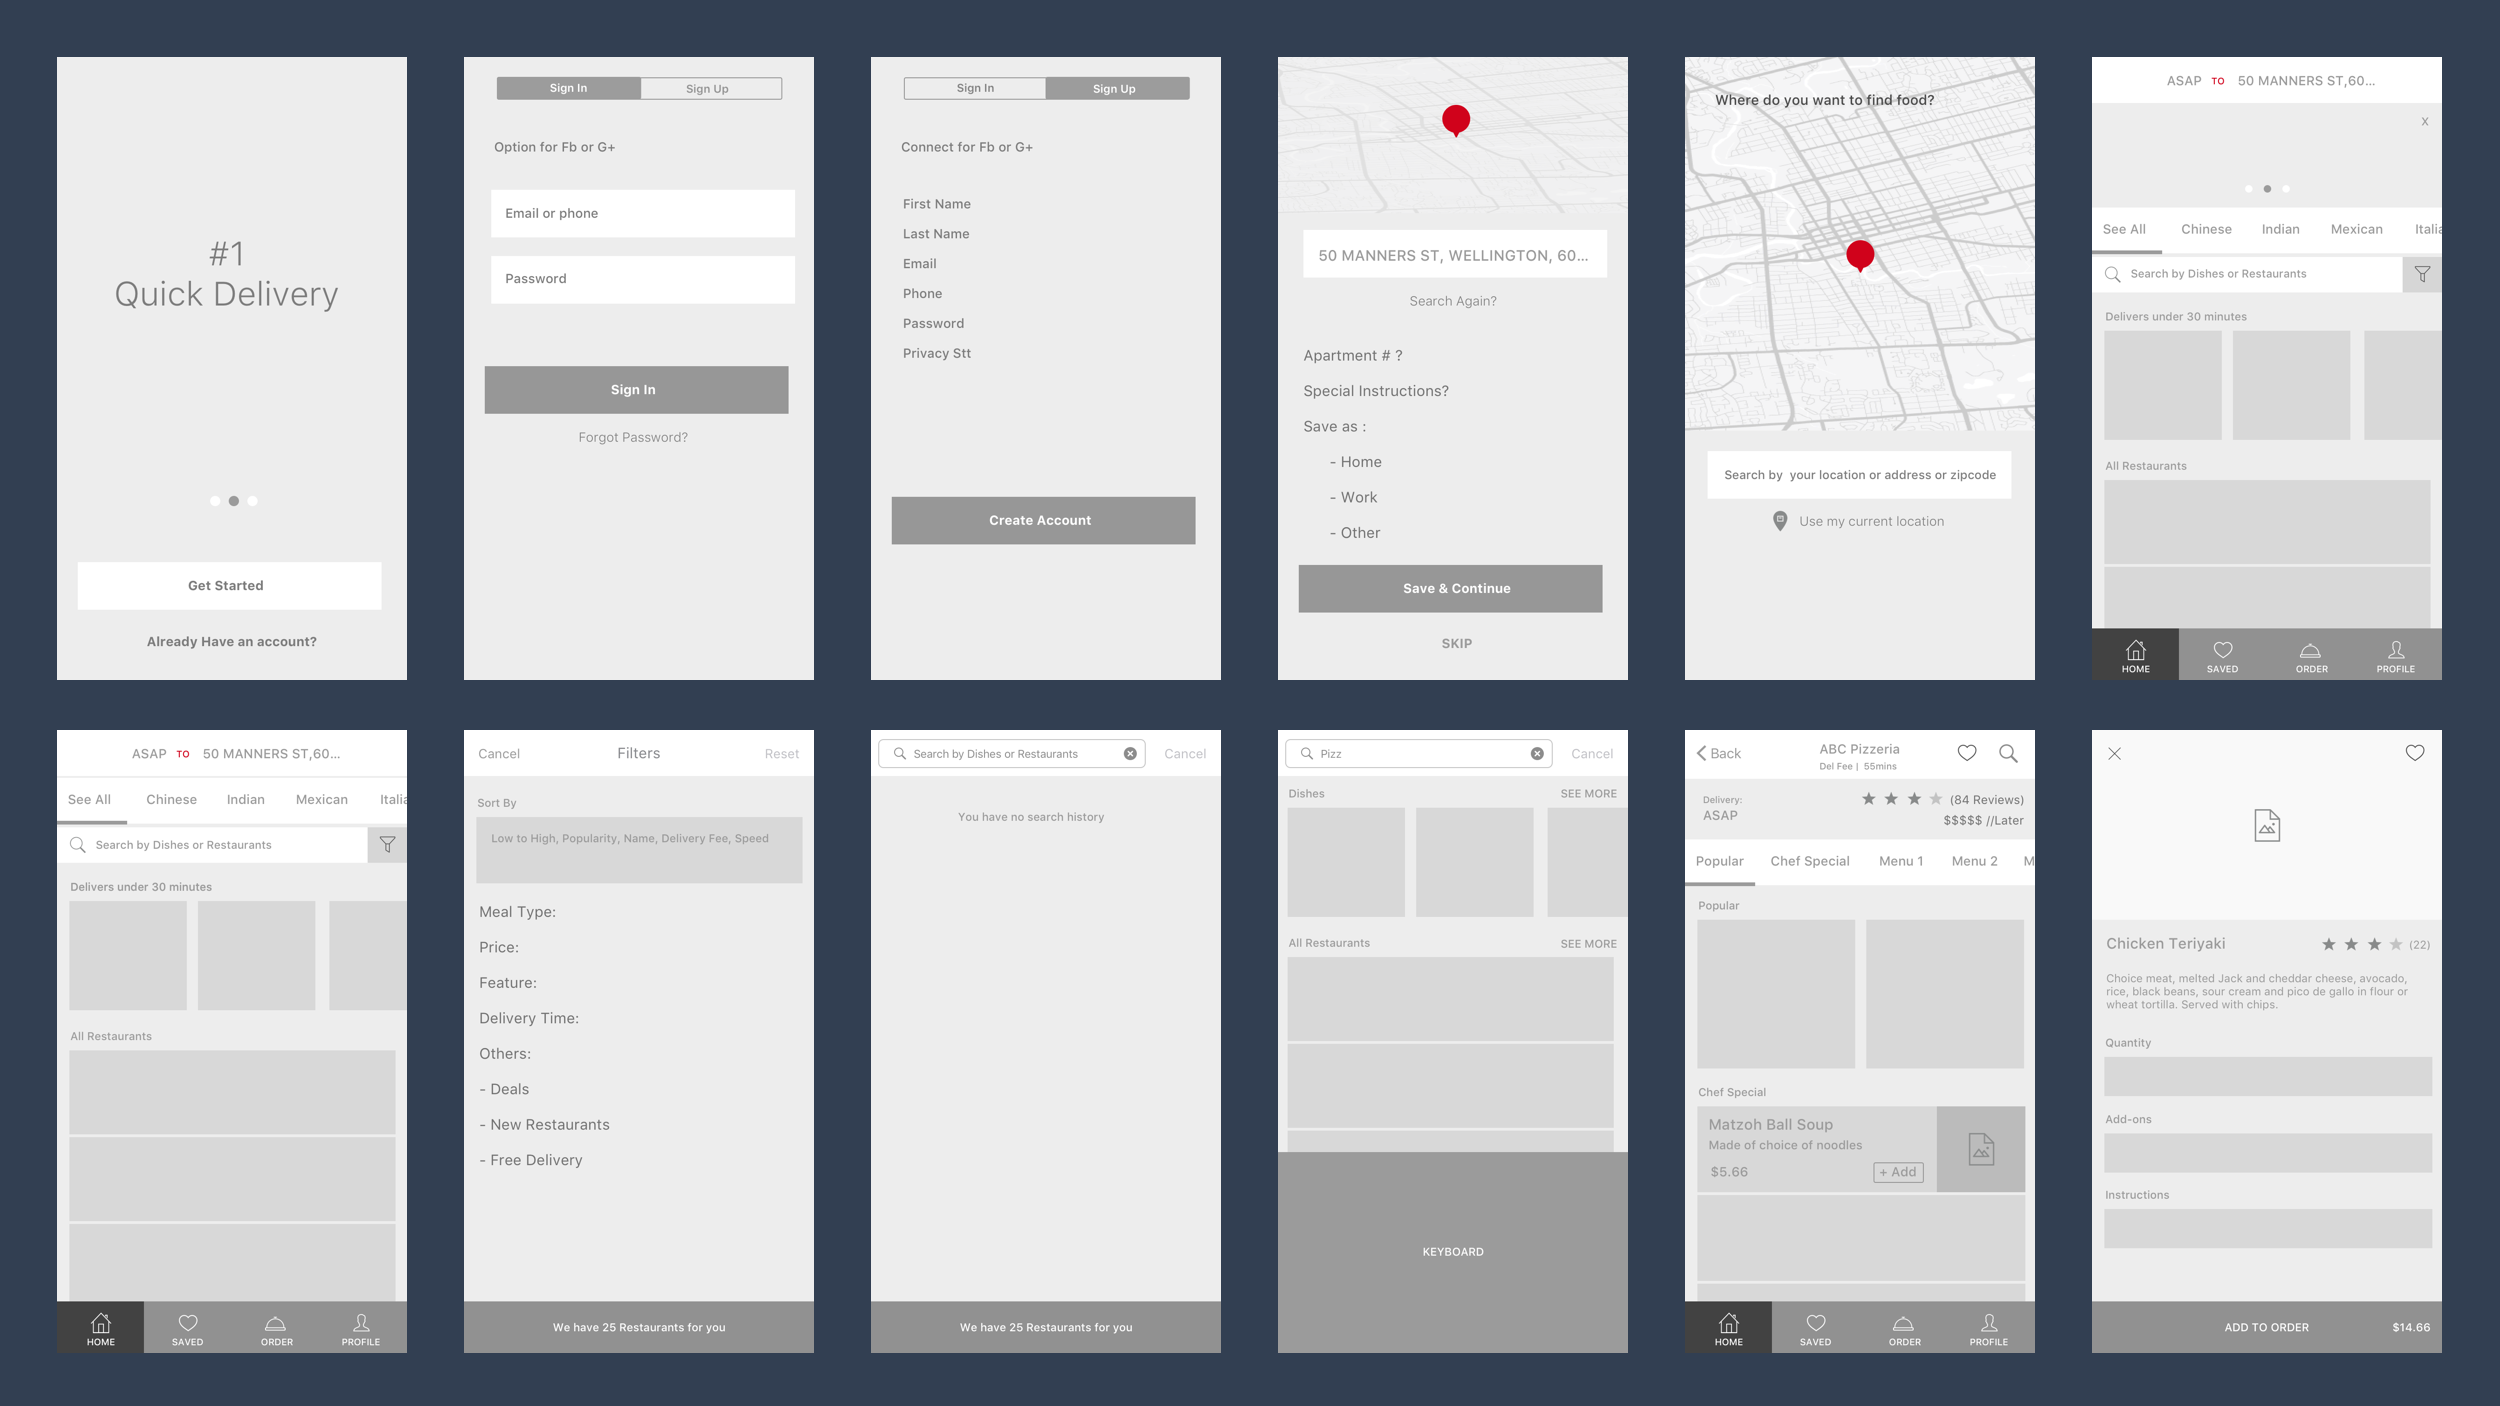 #1
Quick Delivery
Get Started
Already Have an account?
Sign In
Sign Up
Option for Fb or G+
Email or phone
Password
Sign In
Forgot Password?
Sign In
Sign Up
Connect for Fb or G+
First Name
Last Name
Email
Phone
Password
Privacy Stt
Create Account
50 MANNERS ST, WELLINGTON, 60...
Search Again?
Apartment # ?
Special Instructions?
Save as :
- Home
- Work
- Other
Save & Continue
SKIP
Where do you want to find food?
Search by your location or address or zipcode
Use my current location
ASAP TO 50 MANNERS ST,60...
X
See All Chinese Indian Mexican Italia
Search by Dishes or Restaurants
Delivers under 30 minutes
All Restaurants
HOME SAVED ORDER PROFILE
ASAP TO 50 MANNERS ST,60...
See All Chinese Indian Mexican Italia
Search by Dishes or Restaurants
Delivers under 30 minutes
All Restaurants
HOME SAVED ORDER PROFILE
Cancel Filters Reset
Sort By
Low to High, Popularity, Name, Delivery Fee, Speed
Meal Type:
Price:
Feature:
Delivery Time:
Others:
- Deals
- New Restaurants
- Free Delivery
We have 25 Restaurants for you
Search by Dishes or Restaurants Cancel
You have no search history
We have 25 Restaurants for you
Pizz Cancel
Dishes SEE MORE
All Restaurants SEE MORE
KEYBOARD
Back ABC Pizzeria
Del Fee | 55mins
Delivery:
ASAP
(84 Reviews)
$$$$$ //Later
Popular Chef Special Menu 1 Menu 2 M
Popular
Chef Special
Matzoh Ball Soup
Made of choice of noodles
$5.66 + Add
HOME SAVED ORDER PROFILE
Chicken Teriyaki (22)
Choice meat, melted Jack and cheddar cheese, avocado,
rice, black beans, sour cream and pico de gallo in flour or
wheat tortilla. Served with chips.
Quantity
Add-ons
Instructions
ADD TO ORDER $14.66